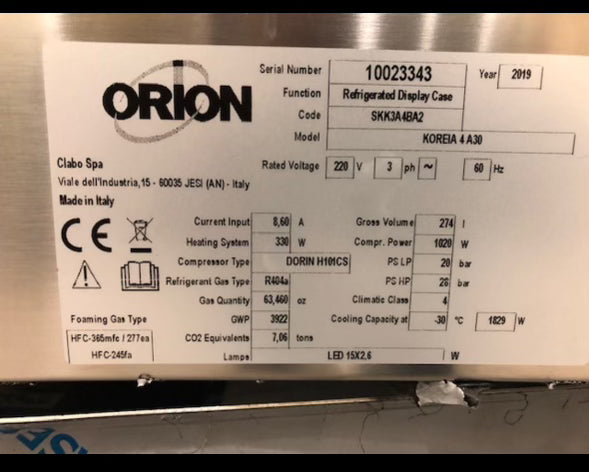 ORION
Serial Number 10023343 Year 2019
Function Refrigerated Display Case
Code SKK3A4BA2
Model KOREIA 4 A30
Clabo Spa
Rated Voltage 220 V 3 ph ~ 60 Hz
Viale dell'Industria,15 - 60035 JESI (AN) - Italy
Made in Italy
CE
Current Input 8,60 A Gross Volume 274 l
Heating System 330 W Compr. Power 1020 W
Compressor Type DORIN H101CS PS LP 20 bar
Refrigerant Gas Type R404a PS HP 26 bar
Gas Quantity 63,460 oz Climatic Class 4
Foaming Gas Type GWP 3922 Cooling Capacity at -30 °C 1829 W
HFC-365mfc / 277ea CO2 Equivalents 7,06 tons
HFC-245fa Lamps LED 15X2,6 W